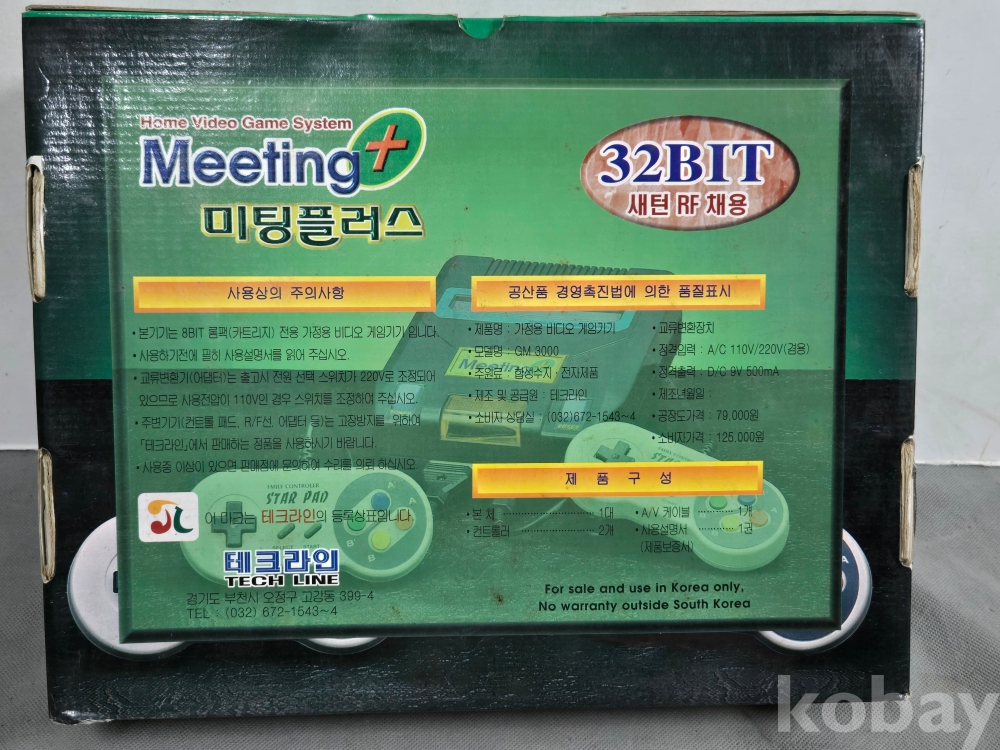 Home Video Game System
Meeting+
미팅플러스
32BIT
새턴 RF 채용
사용상의 주의사항
• 본기기는 8BIT 롬팩(카트리지) 전용 가정용 비디오 게임기기 입니다.
• 사용하기전에 필히 사용설명서를 읽어 주십시오.
• 교류변환기(어댑터)는 출고시 전원 선택 스위치가 220V로 조정되어
있으므로 사용전압이 110V인 경우 스위치를 조정하여 주십시오.
• 주변기기(컨트롤 패드, R/F선, 어댑터 등)는 고장방지를 위하여
「테크라인」에서 판매하는 정품을 사용하시기 바랍니다.
• 사용중 이상이 있으면 판매점에 문의하여 수리를 의뢰 하십시오.
이 마크는 테크라인의 등록상표입니다.
테크라인
TECH LINE
경기도 부천시 오정구 고강동 399-4
TEL : (032) 672-1543~4
공산품 경영촉진법에 의한 품질표시
• 제품명 : 가정용 비디오 게임기기
• 모델명 : GM 3000
• 주원료 : 합성수지 · 전자제품
• 제조 및 공급원 : 테크라인
• 소비자 상담실 : (032)672-1543~4
• 교류변환장치
• 정격입력 : A/C 110V/220V(겸용)
• 정격출력 : D/C 9V 500mA
• 제조년월일
• 공장도가격 : 79,000원
• 소비자가격 : 125,000원
Meeting
제 품 구 성
• 본 체 ······ 1대
• 컨트롤러 ······ 2개
• A/V 케이블 ······ 1개
• 사용설명서 ······ 1권
(제품보증서)
STAR PAD
STAR PAD
For sale and use in Korea only,
No warranty outside South Korea
kobay